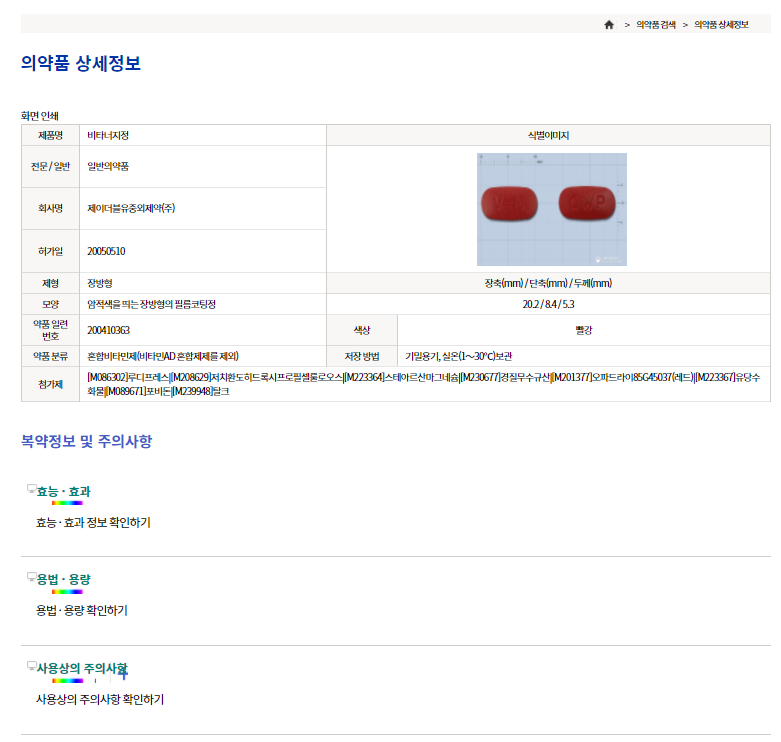 > 의약품 검색 > 의약품 상세정보
의약품 상세정보
화면 인쇄
제품명 비타너지정 식별이미지
전문 / 일반 일반의약품
회사명 제이더블유중외제약(주)
허가일 20050510
제형 장방형 장축(mm) / 단축(mm) / 두께(mm)
모양 암적색을 띄는 장방형의 필름코팅정 20.2 / 8.4 / 5.3
약품 일련
번호 200410363 색상 빨강
약품 분류 혼합비타민제(비타민AD 혼합제제를 제외) 저장 방법 기밀용기, 실온(1~30℃)보관
첨가제 [M086302]루디프레스|[M208629]저치환도히드록시프로필셀룰로오스|[M223364]스테아르산마그네슘|[M230677]경질무수규산|[M201377]오파드라이85G45037(레드)|[M223367]유당수
화물|[M089671]포비돈|[M239948]탈크
복약정보 및 주의사항
효능 · 효과
효능 · 효과 정보 확인하기
용법 · 용량
용법 · 용량 확인하기
사용상의 주의사항
사용상의 주의사항 확인하기